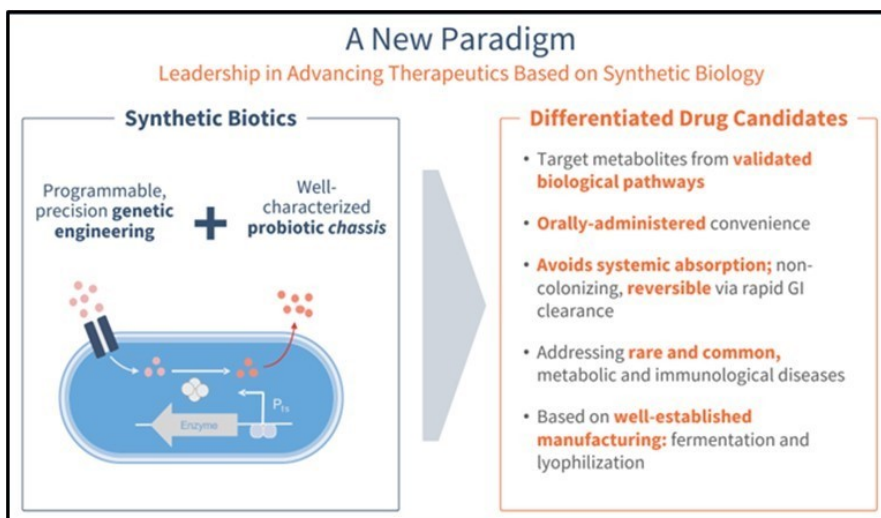 A New Paradigm
Leadership in Advancing Therapeutics Based on Synthetic Biology
Synthetic Biotics
Programmable,
precision genetic
engineering
+
Well-
characterized
probiotic chassis
Enzyme
P
Differentiated Drug Candidates
• Target metabolites from validated
biological pathways
• Orally-administered convenience
• Avoids systemic absorption; non-
colonizing, reversible via rapid GI
clearance
• Addressing rare and common,
metabolic and immunological diseases
• Based on well-established
manufacturing: fermentation and
lyophilization